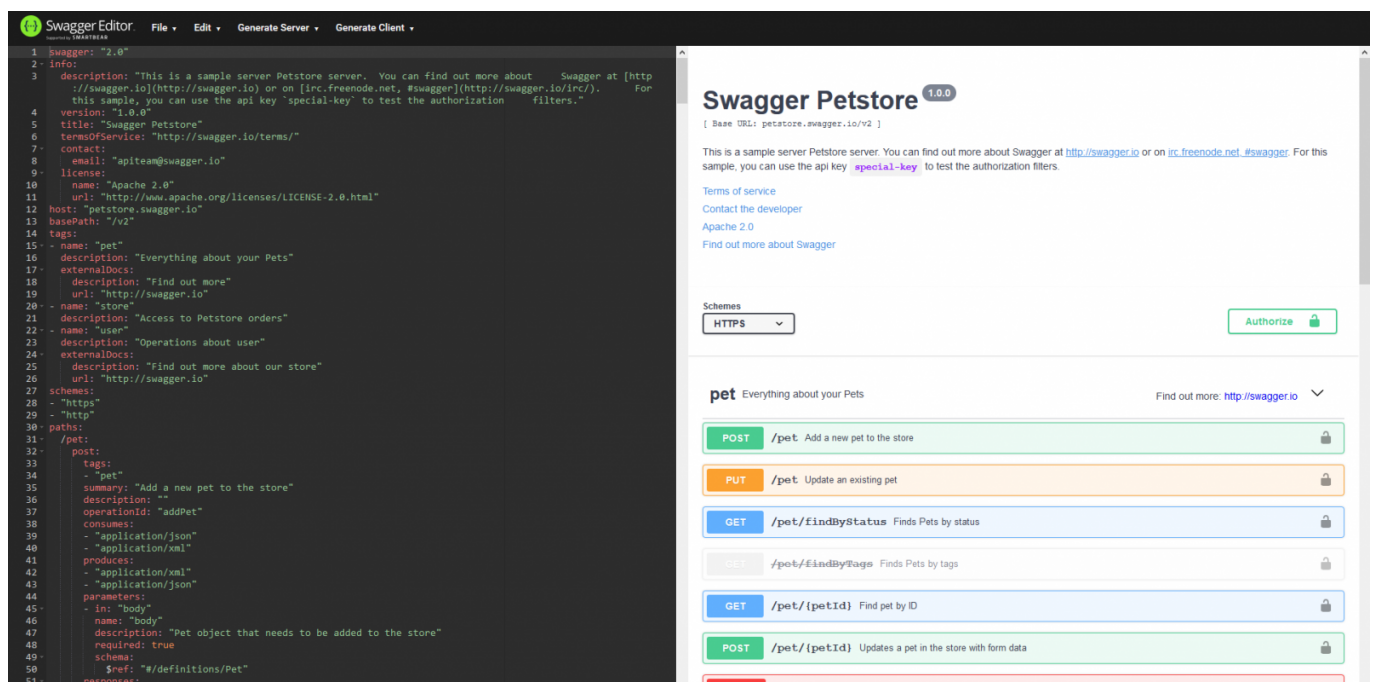 Swagger Editor.
Supported by SMARTBEAR
File ▾ Edit ▾ Generate Server ▾ Generate Client ▾
1 swagger: "2.0"
2 info:
3 description: "This is a sample server Petstore server. You can find out more about Swagger at [http
://swagger.io](http://swagger.io) or on [irc.freenode.net, #swagger](http://swagger.io/irc/). For
this sample, you can use the api key `special-key` to test the authorization filters."
4 version: "1.0.0"
5 title: "Swagger Petstore"
6 termsOfService: "http://swagger.io/terms/"
7 contact:
8 email: "apiteam@swagger.io"
9 license:
10 name: "Apache 2.0"
11 url: "http://www.apache.org/licenses/LICENSE-2.0.html"
12 host: "petstore.swagger.io"
13 basePath: "/v2"
14 tags:
15 - name: "pet"
16 description: "Everything about your Pets"
17 externalDocs:
18 description: "Find out more"
19 url: "http://swagger.io"
20 - name: "store"
21 description: "Access to Petstore orders"
22 - name: "user"
23 description: "Operations about user"
24 externalDocs:
25 description: "Find out more about our store"
26 url: "http://swagger.io"
27 schemes:
28 - "https"
29 - "http"
30 paths:
31 /pet:
32 post:
33 tags:
34 - "pet"
35 summary: "Add a new pet to the store"
36 description: ""
37 operationId: "addPet"
38 consumes:
39 - "application/json"
40 - "application/xml"
41 produces:
42 - "application/xml"
43 - "application/json"
44 parameters:
45 - in: "body"
46 name: "body"
47 description: "Pet object that needs to be added to the store"
48 required: true
49 schema:
50 $ref: "#/definitions/Pet"
51 responses:
Swagger Petstore 1.0.0
[ Base URL: petstore.swagger.io/v2 ]
This is a sample server Petstore server. You can find out more about Swagger at http://swagger.io or on irc.freenode.net, #swagger. For this
sample, you can use the api key special-key to test the authorization filters.
Terms of service
Contact the developer
Apache 2.0
Find out more about Swagger
Schemes
HTTPS
Authorize
pet Everything about your Pets Find out more: http://swagger.io
POST /pet Add a new pet to the store
PUT /pet Update an existing pet
GET /pet/findByStatus Finds Pets by status
GET /pet/findByTags Finds Pets by tags
GET /pet/{petId} Find pet by ID
POST /pet/{petId} Updates a pet in the store with form data